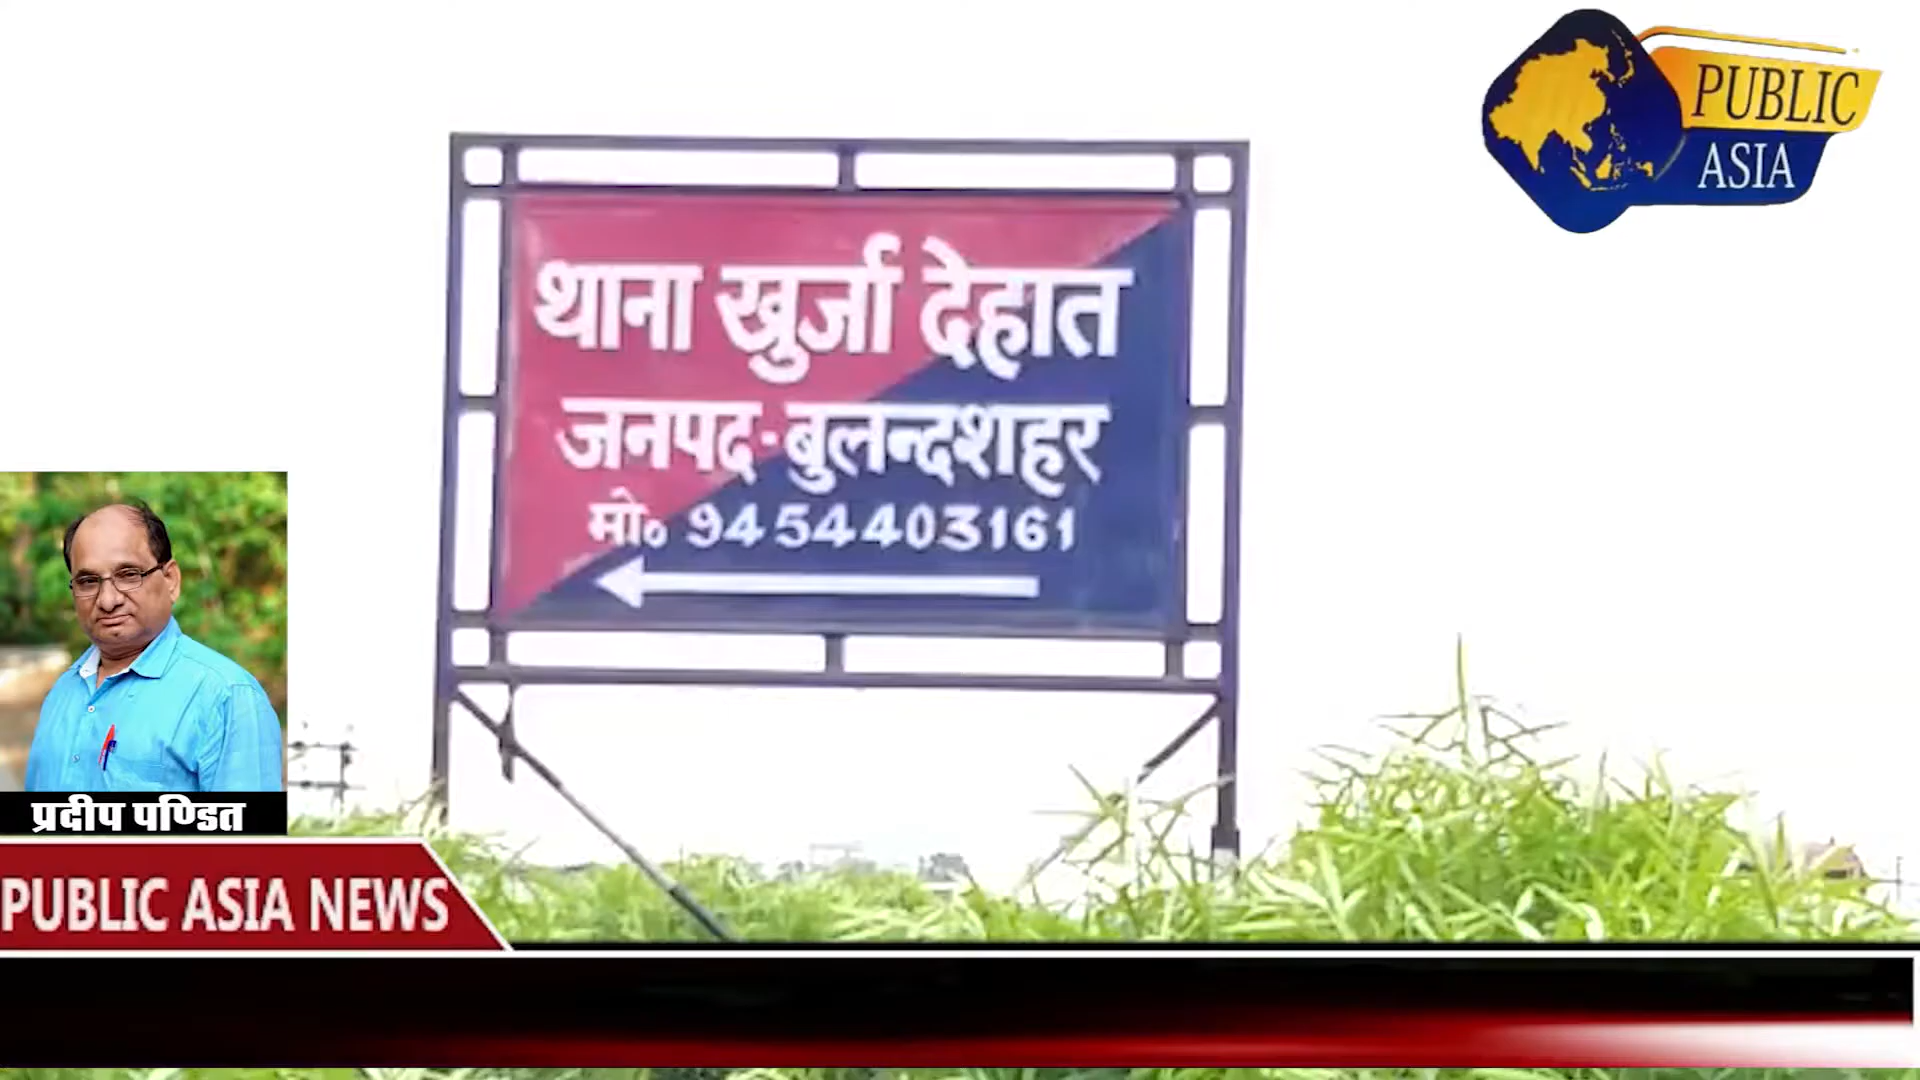 PUBLIC
ASIA
थाना खुर्जा देहात
जनपद-बुलन्दशहर
मो० 9454403161
प्रदीप पण्डित
PUBLIC ASIA NEWS